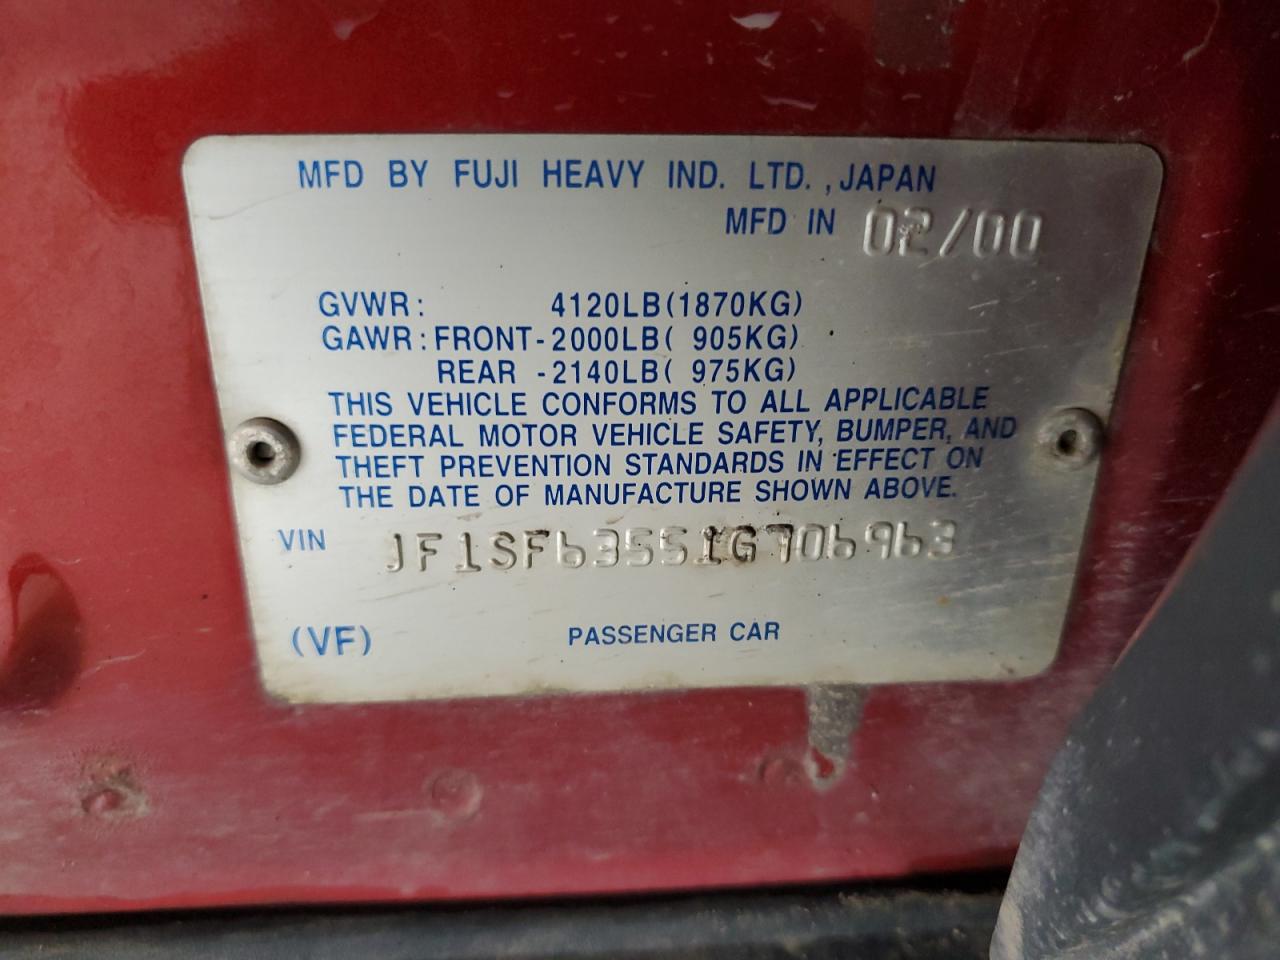 MFD BY FUJI HEAVY IND. LTD. ,JAPAN
MFD IN 02/00
GVWR: 4120LB(1870KG)
GAWR:FRONT-2000LB( 905KG)
REAR -2140LB( 975KG)
THIS VEHICLE CONFORMS TO ALL APPLICABLE
FEDERAL MOTOR VEHICLE SAFETY, BUMPER, AND
THEFT PREVENTION STANDARDS IN EFFECT ON
THE DATE OF MANUFACTURE SHOWN ABOVE.
VIN JF1SF63551G706963
(VF) PASSENGER CAR